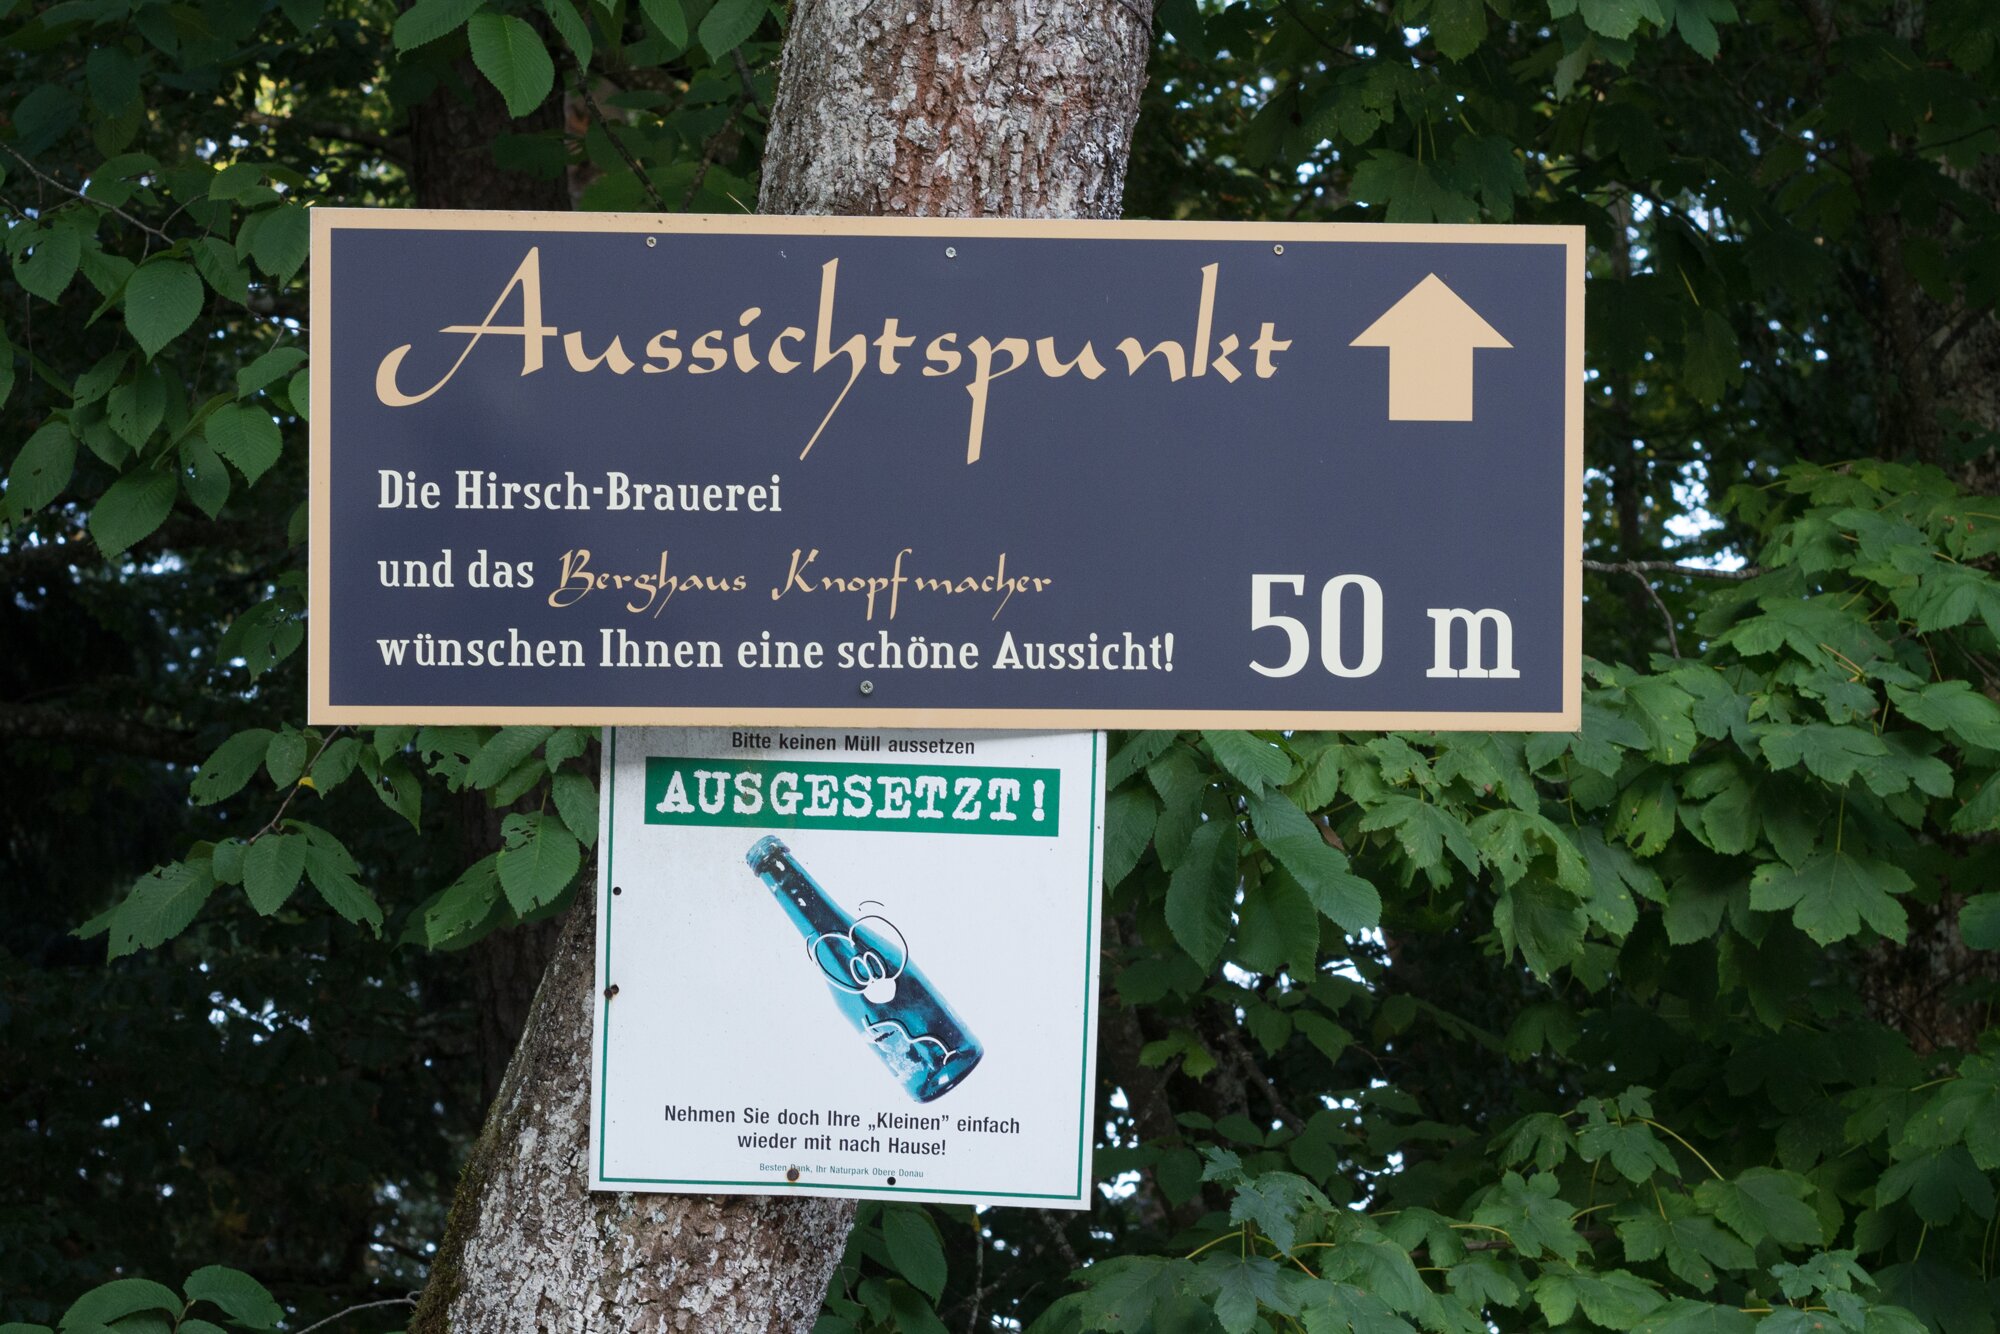 Aussichtspunkt
Die Hirsch-Brauerei
und das Berghaus Knopfmacher
wünschen Ihnen eine schöne Aussicht!
50 m
Bitte keinen Müll aussetzen
AUSGESETZT!
Nehmen Sie doch Ihre „Kleinen” einfach
wieder mit nach Hause!
Besten Dank, Ihr Naturpark Obere Donau